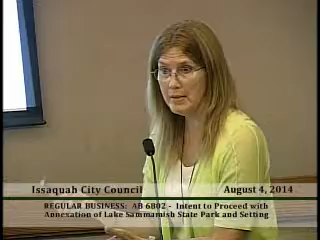 Issaquah City Council August 4, 2014
REGULAR BUSINESS: AB 6802 - Intent to Proceed with
Annexation of Lake Sammamish State Park and Setting